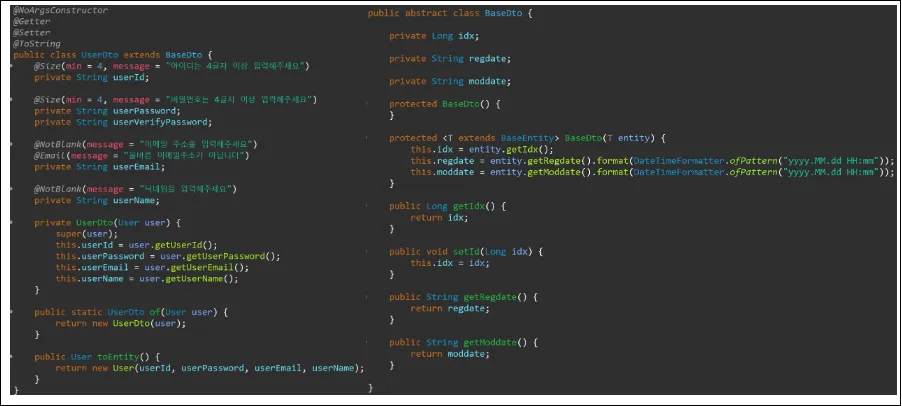 @NoArgsConstructor
@Getter
@Setter
@ToString
public class UserDto extends BaseDto {
@Size(min = 4, message = "아이디는 4글자 이상 입력해주세요")
private String userId;
@Size(min = 4, message = "비밀번호는 4글자 이상 입력해주세요")
private String userPassword;
private String userVerifyPassword;
@NotBlank(message = "이메일 주소를 입력해주세요")
@Email(message = "올바른 이메일주소가 아닙니다")
private String userEmail;
@NotBlank(message = "닉네임을 입력해주세요")
private String userName;
private UserDto(User user) {
super(user);
this.userId = user.getUserId();
this.userPassword = user.getUserPassword();
this.userEmail = user.getUserEmail();
this.userName = user.getUserName();
}
public static UserDto of(User user) {
return new UserDto(user);
}
public User toEntity() {
return new User(userId, userPassword, userEmail, userName);
}
}
public abstract class BaseDto {
private Long idx;
private String regdate;
private String moddate;
protected BaseDto() {
}
protected <T extends BaseEntity> BaseDto(T entity) {
this.idx = entity.getIdx();
this.regdate = entity.getRegdate().format(DateTimeFormatter.ofPattern("yyyy.MM.dd HH:mm"));
this.moddate = entity.getModdate().format(DateTimeFormatter.ofPattern("yyyy.MM.dd HH:mm"));
}
public Long getIdx() {
return idx;
}
public void setId(Long idx) {
this.idx = idx;
}
public String getRegdate() {
return regdate;
}
public String getModdate() {
return moddate;
}
}